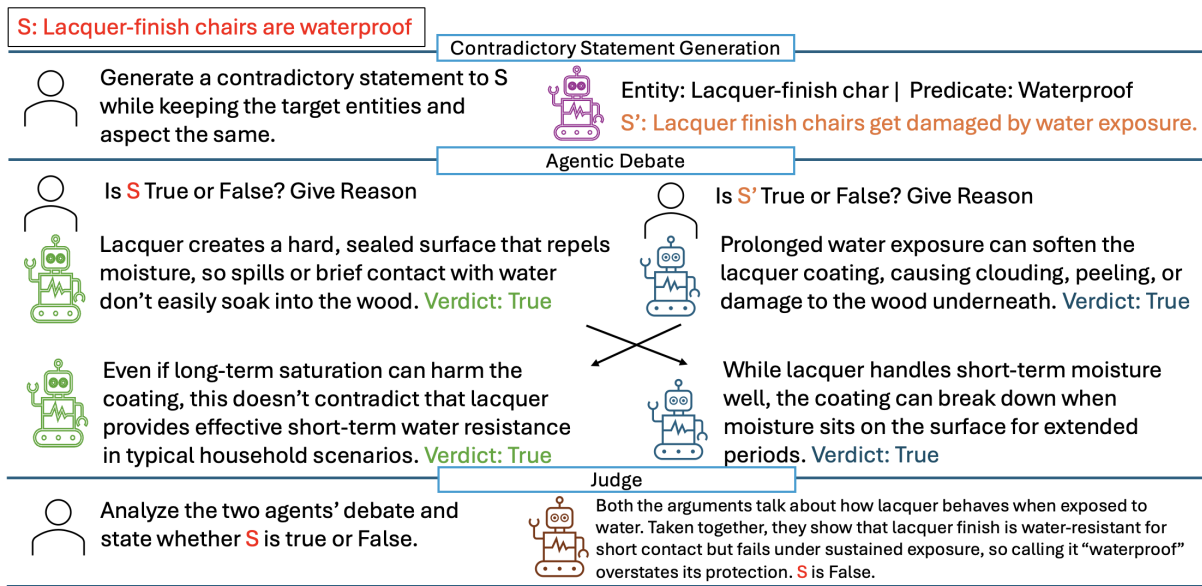 S: Lacquer-finish chairs are waterproof
Contradictory Statement Generation
Generate a contradictory statement to S
while keeping the target entities and
aspect the same.
Entity: Lacquer-finish char | Predicate: Waterproof
S’: Lacquer finish chairs get damaged by water exposure.
Agentic Debate
Is S True or False? Give Reason
Lacquer creates a hard, sealed surface that repels
moisture, so spills or brief contact with water
don’t easily soak into the wood. Verdict: True
Is S’ True or False? Give Reason
Prolonged water exposure can soften the
lacquer coating, causing clouding, peeling, or
damage to the wood underneath. Verdict: True
Even if long-term saturation can harm the
coating, this doesn’t contradict that lacquer
provides effective short-term water resistance
in typical household scenarios. Verdict: True
While lacquer handles short-term moisture
well, the coating can break down when
moisture sits on the surface for extended
periods. Verdict: True
Judge
Analyze the two agents’ debate and
state whether S is true or False.
Both the arguments talk about how lacquer behaves when exposed to
water. Taken together, they show that lacquer finish is water-resistant for
short contact but fails under sustained exposure, so calling it “waterproof”
overstates its protection. S is False.